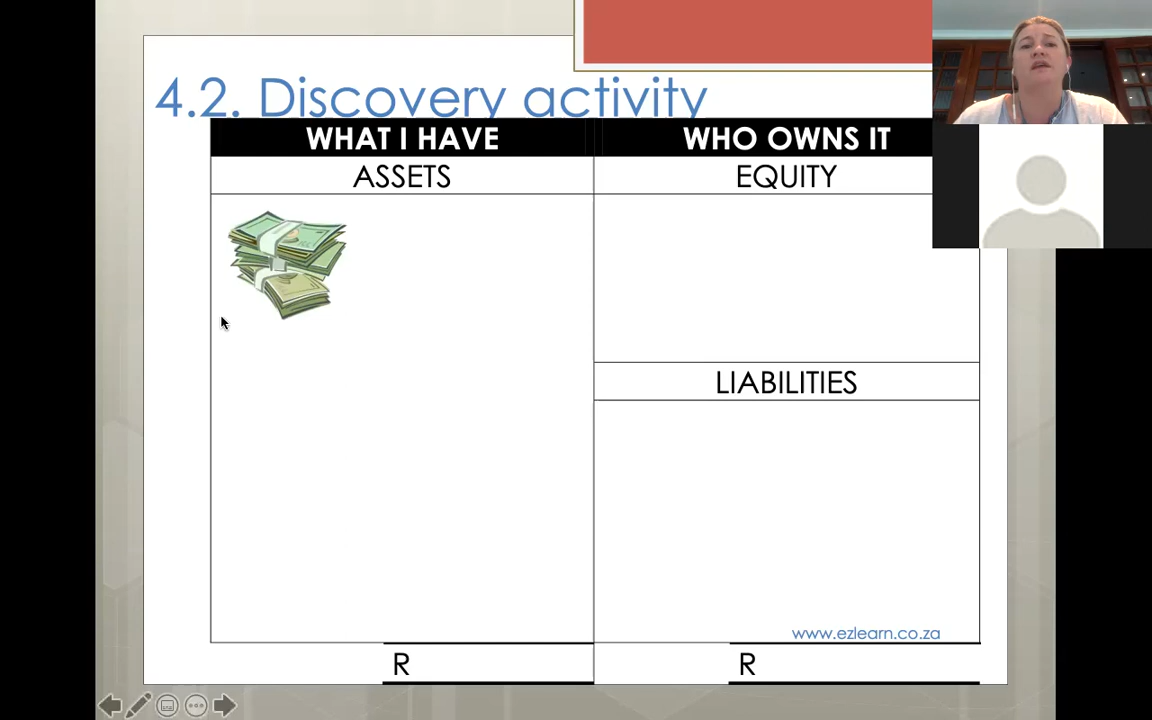 4.2. Discovery activity
WHAT I HAVE WHO OWNS IT
ASSETS EQUITY
LIABILITIES
www.ezlearn.co.za
R R